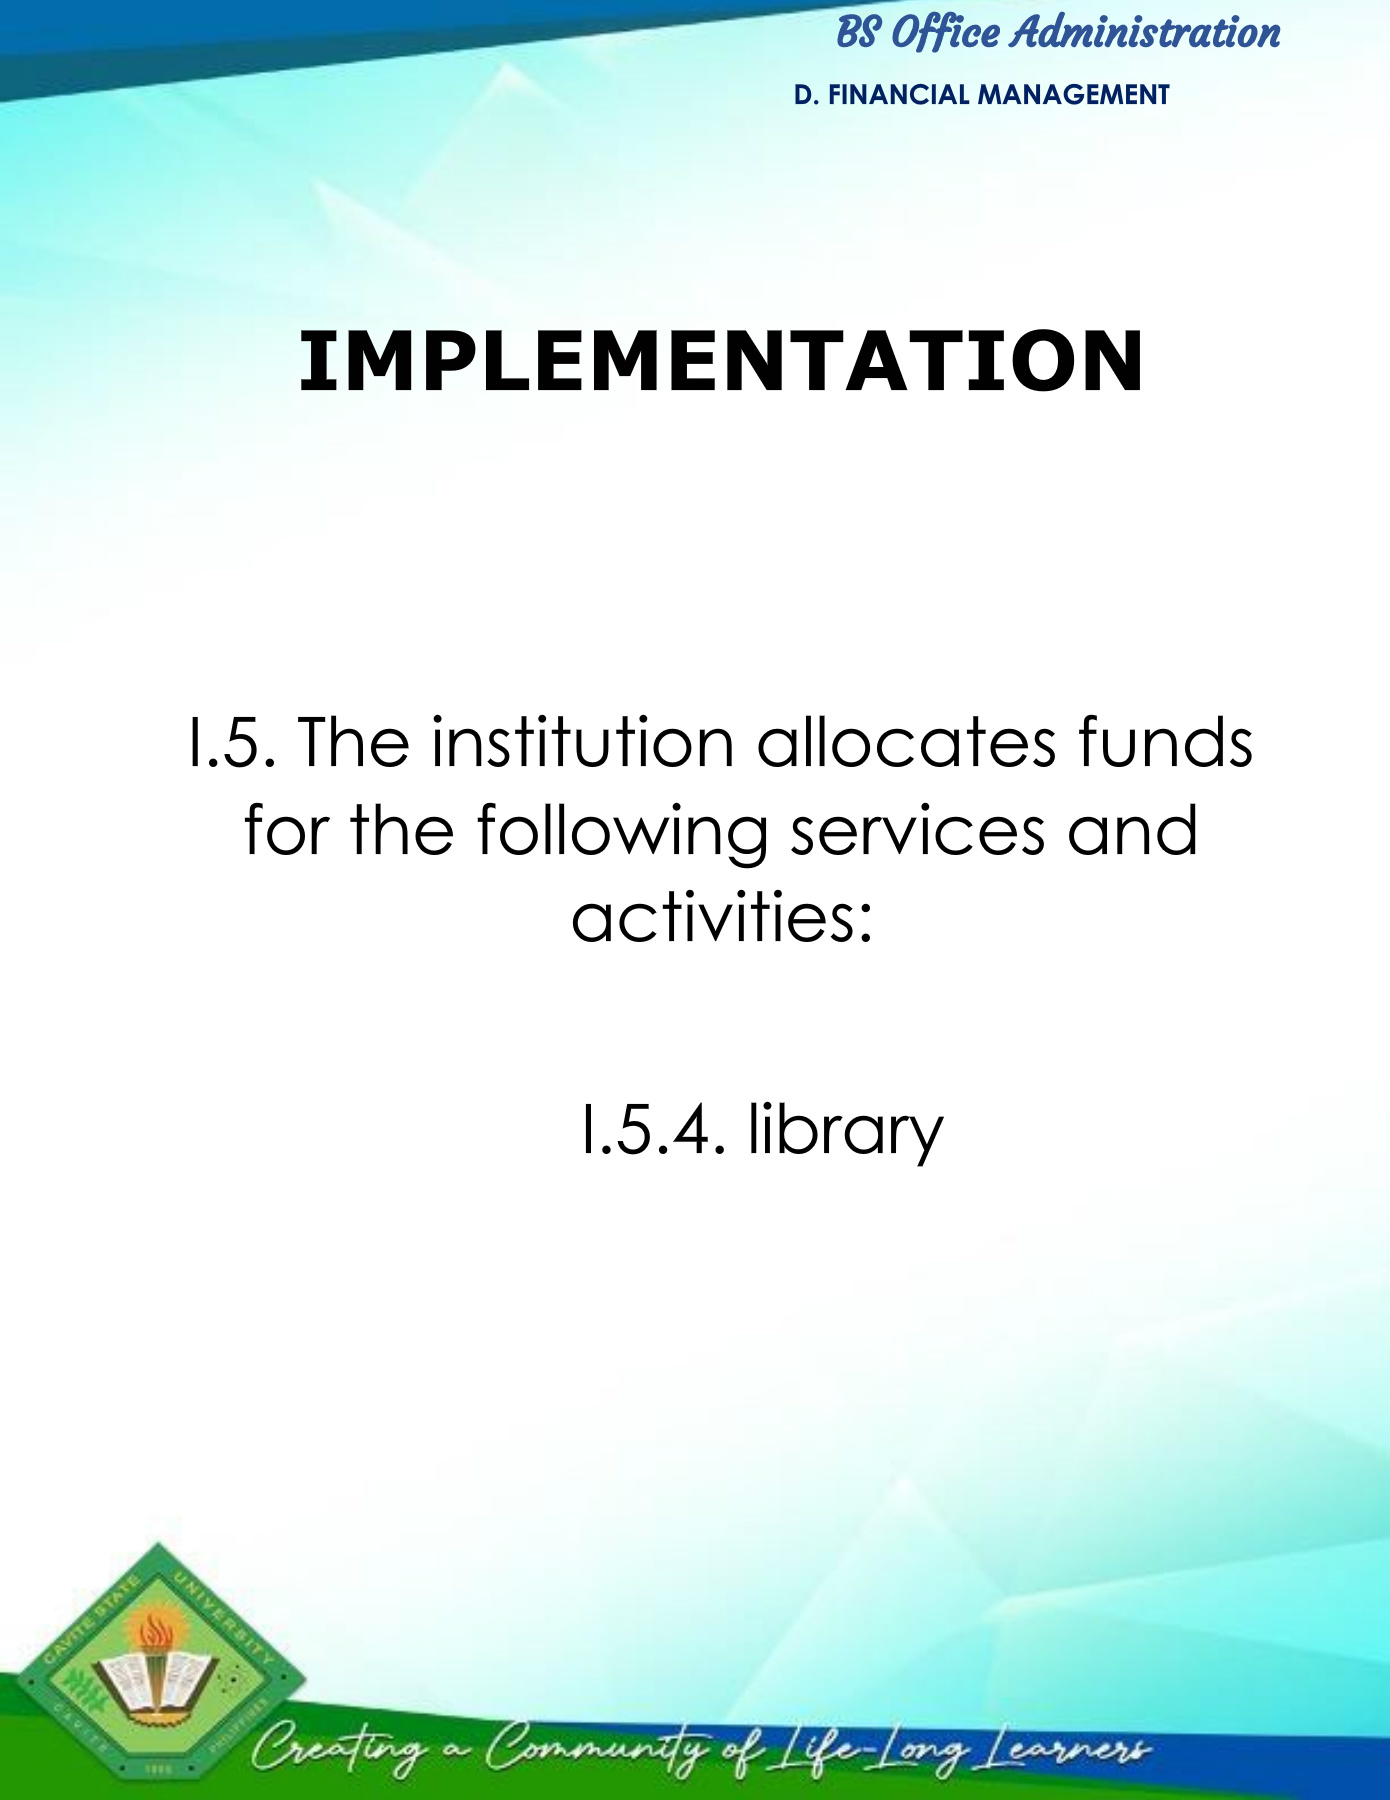 BS Office Administration
D. FINANCIAL MANAGEMENT
IMPLEMENTATION
I.5. The institution allocates funds
for the following services and
activities:
I.5.4. library
CAVITE STATE UNIVERSITY
CAVITE
PHILIPPINES
Creating a Community of Life-Long Learners